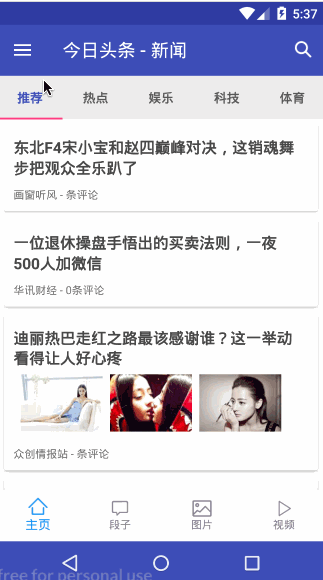 5:37
今日头条 - 新闻
推荐 热点 娱乐 科技 体育
东北F4宋小宝和赵四巅峰对决，这销魂舞
步把观众全乐趴了
画窗听风 - 条评论
一位退休操盘手悟出的买卖法则，一夜
500人加微信
华讯财经 - 0条评论
迪丽热巴走红之路最该感谢谁？这一举动
看得让人好心疼
众创情报站 - 条评论
主页 段子 图片 视频
free for personal use